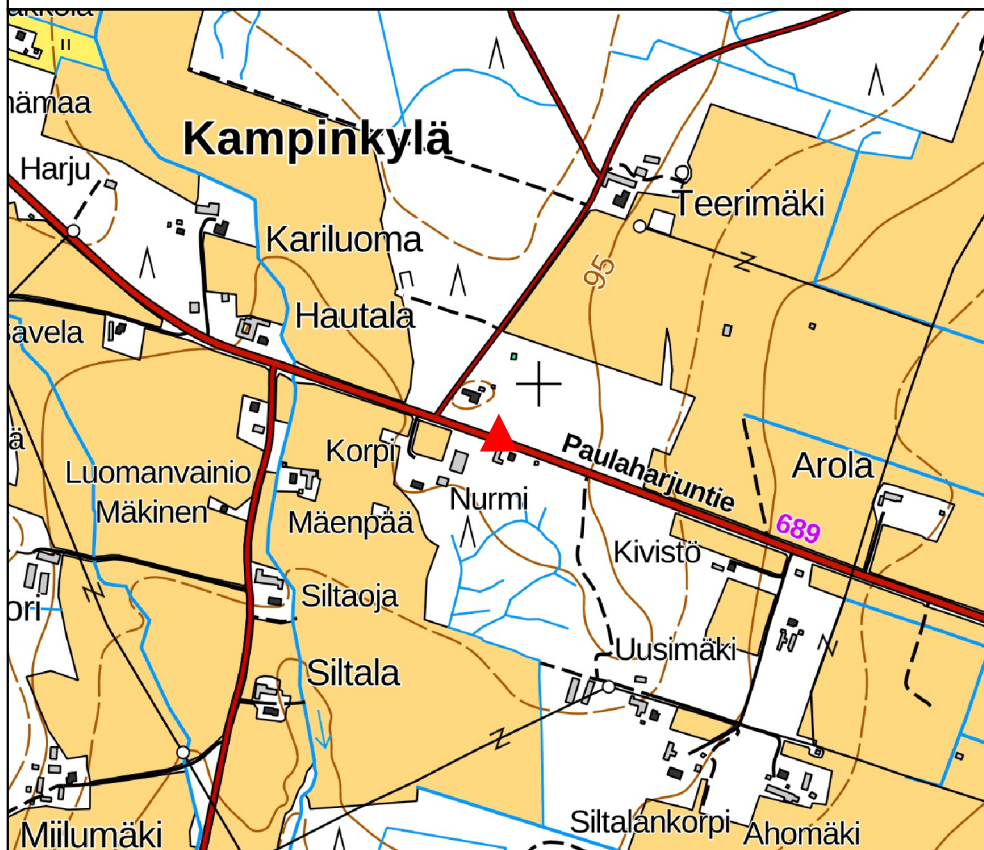 Kampinkylä
Harju
Teerimäki
Kariluoma
95
Hautala
Korpi
Paulaharjuntie
Luomanvainio
Arola
Mäkinen
Nurmi
Mäenpää
689
Kivistö
Siltaoja
Uusimäki
Siltala
Siltalankorpi
Ahomäki
Miilumäki